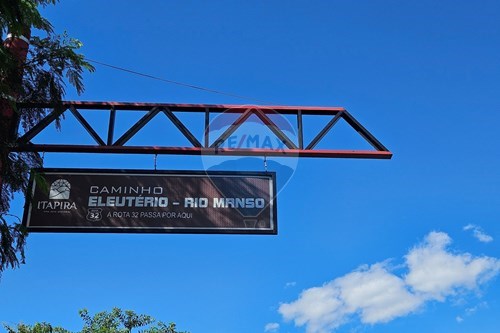 RE/MAX
CAMINHO
ELEUTÉRIO - RIO MANSO
32 A ROTA 32 PASSA POR AQUI
ITAPIRA